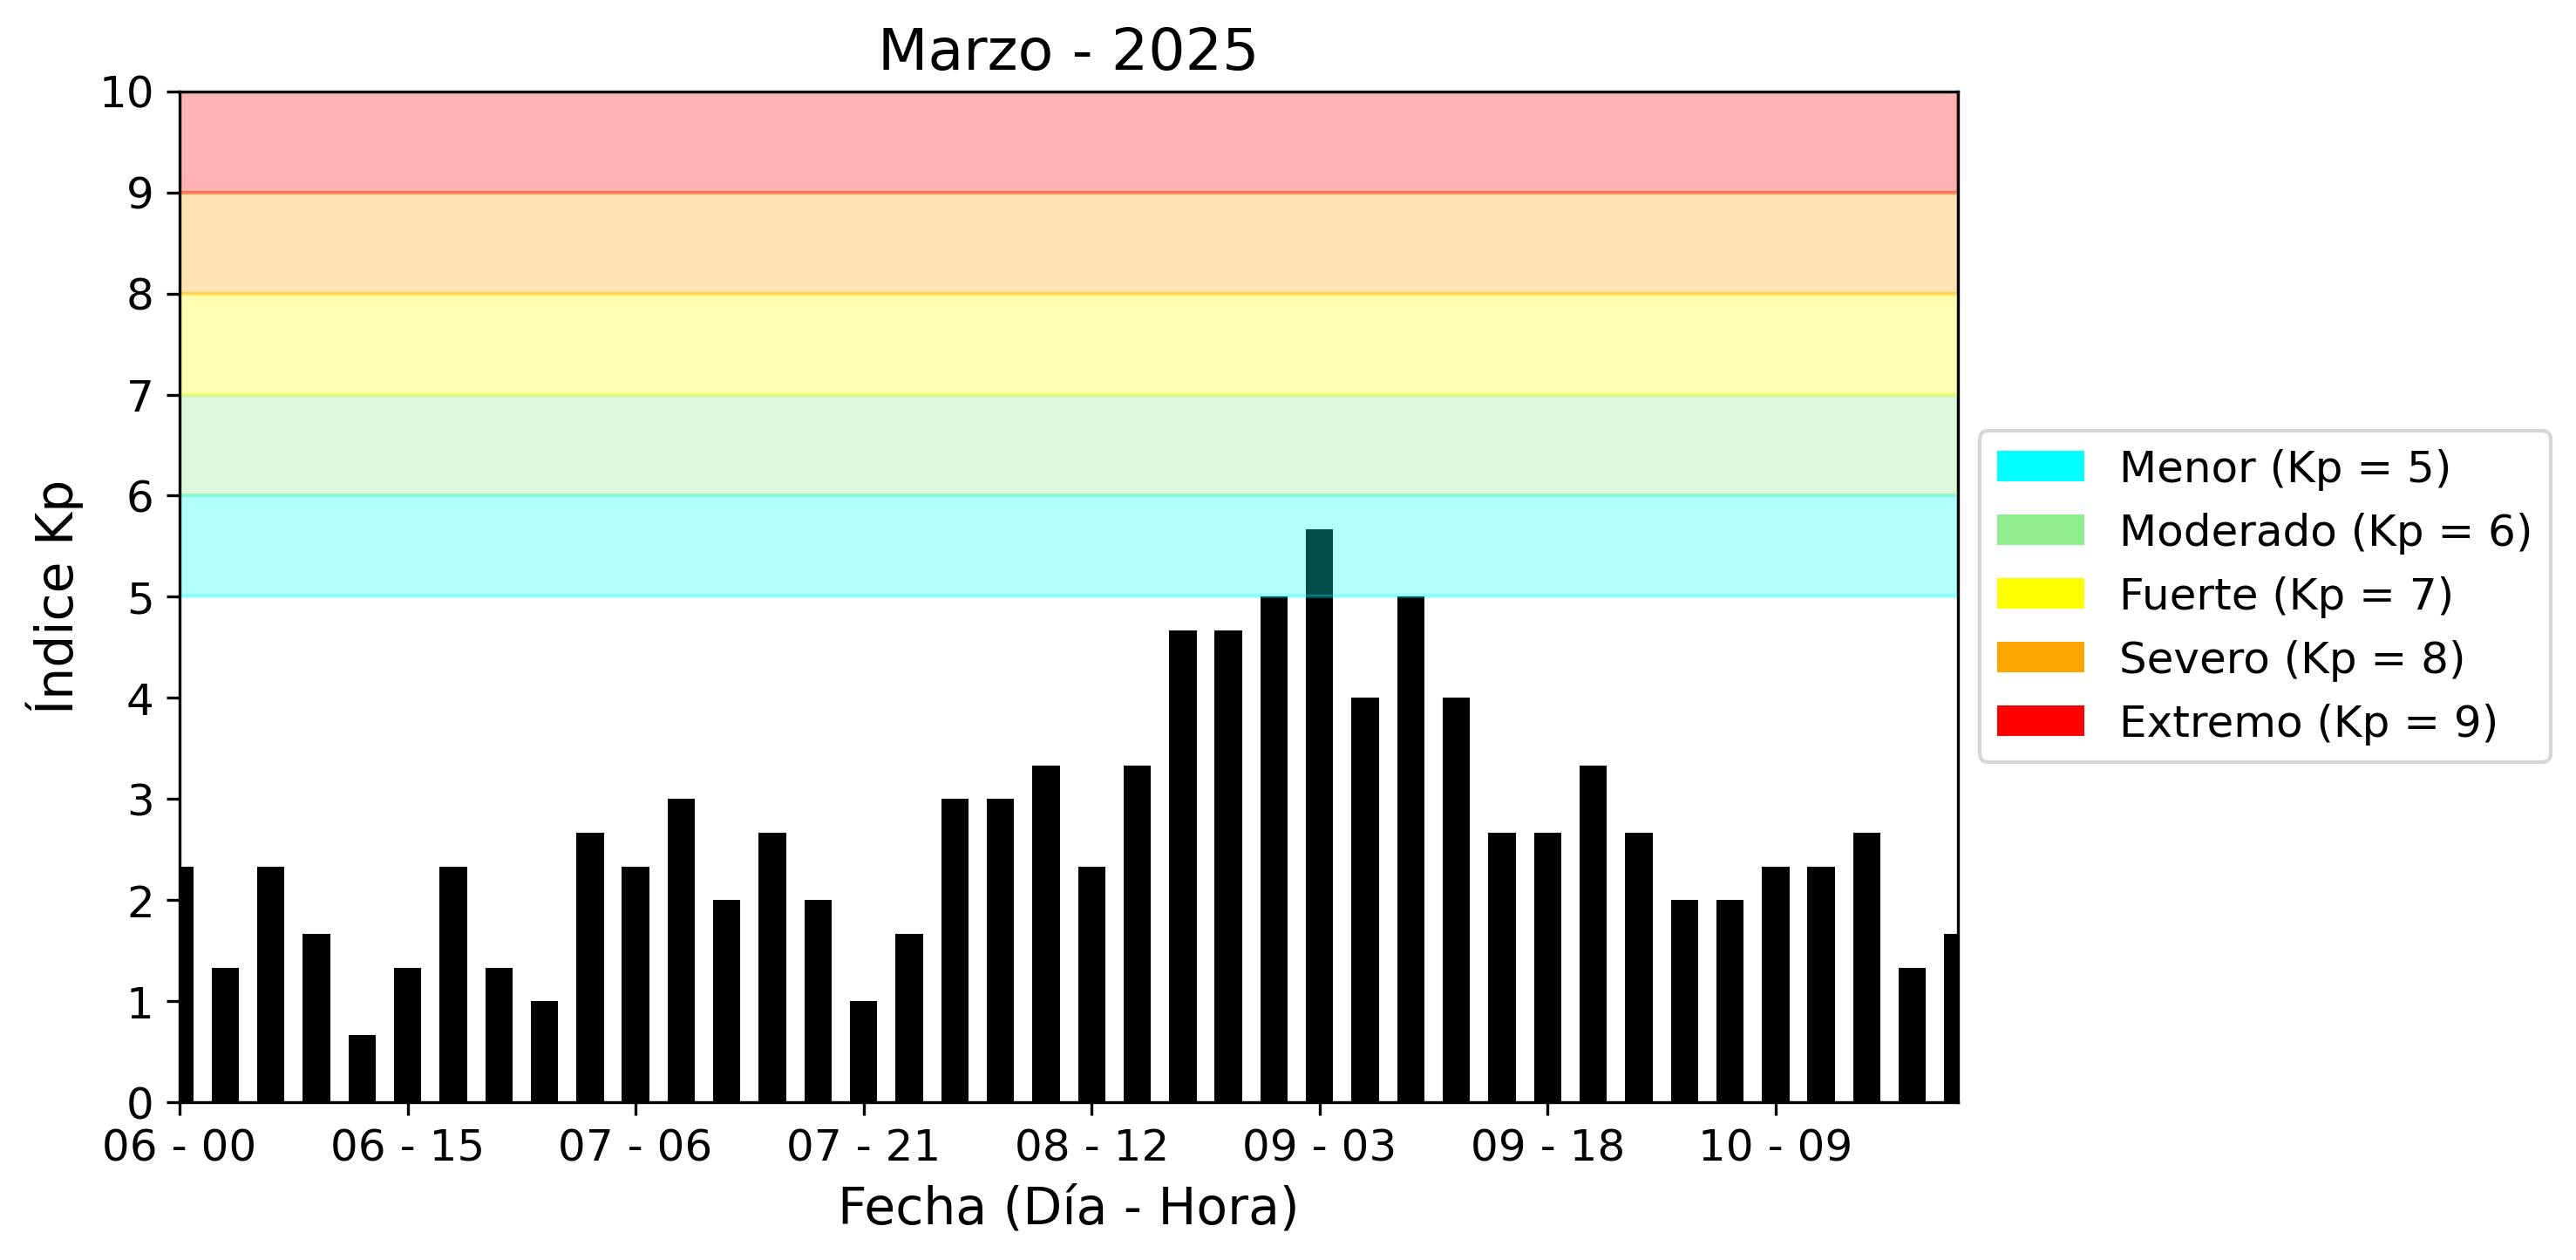 Marzo - 2025
10
9
8
7
6
5
4
3
2
1
0
Índice Kp
06 - 00
06 - 15
07 - 06
07 - 21
08 - 12
09 - 03
09 - 18
10 - 09
Fecha (Día - Hora)
Menor (Kp = 5)
Moderado (Kp = 6)
Fuerte (Kp = 7)
Severo (Kp = 8)
Extremo (Kp = 9)